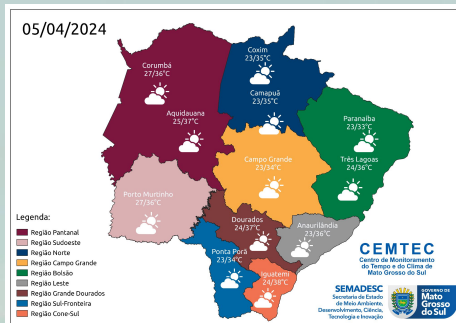 05/04/2024
Coxim
23/35°C
Corumbá
27/36°C
Camapuã
23/35°C
Aquidauana
25/37°C
Paranaíba
23/33°C
Campo Grande
23/34°C
Três Lagoas
24/36°C
Porto Murtinho
27/36°C
Dourados
24/37°C
Anaurilândia
23/36°C
Ponta Porã
23/34°C
Iguatemi
24/38°C
Legenda:
Região Pantanal
Região Sudoeste
Região Norte
Região Campo Grande
Região Bolsão
Região Leste
Região Grande Dourados
Região Sul-Fronteira
Região Cone-Sul
CEMTEC
Centro de Monitoramento
do Tempo e do Clima de
Mato Grosso do Sul
SEMADESC
Secretaria de Estado
de Meio Ambiente,
Desenvolvimento, Ciência,
Tecnologia e Inovação
GOVERNO DE
Mato
Grosso
do Sul